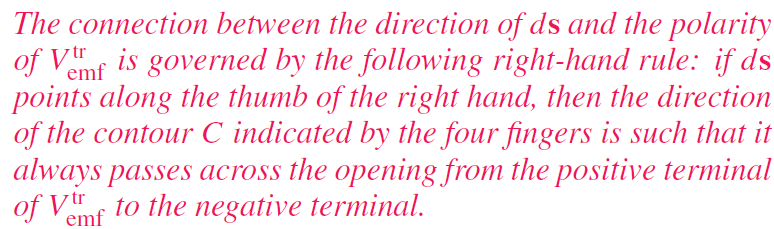 The connection between the direction of ds and the polarity
of V^tr_emf is governed by the following right-hand rule: if ds
points along the thumb of the right hand, then the direction
of the contour C indicated by the four fingers is such that it
always passes across the opening from the positive terminal
of V^tr_emf to the negative terminal.